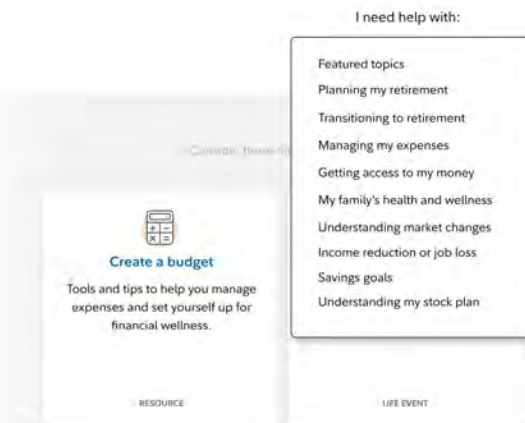 I need help with:
Featured topics
Planning my retirement
Transitioning to retirement
Managing my expenses
Getting access to my money
My family's health and wellness
Understanding market changes
Income reduction or job loss
Savings goals
Understanding my stock plan
Create a budget
Tools and tips to help you manage
expenses and set yourself up for
financial wellness.
RESOURCE
LIFE EVENT